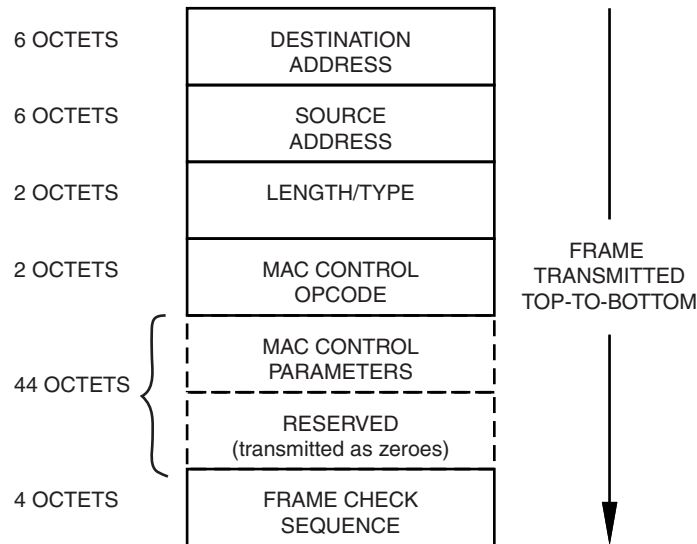 6 OCTETS
DESTINATION
ADDRESS
6 OCTETS
SOURCE
ADDRESS
2 OCTETS
LENGTH/TYPE
2 OCTETS
MAC CONTROL
OPCODE
44 OCTETS
MAC CONTROL
PARAMETERS
RESERVED
(transmitted as zeroes)
4 OCTETS
FRAME CHECK
SEQUENCE
FRAME
TRANSMITTED
TOP-TO-BOTTOM